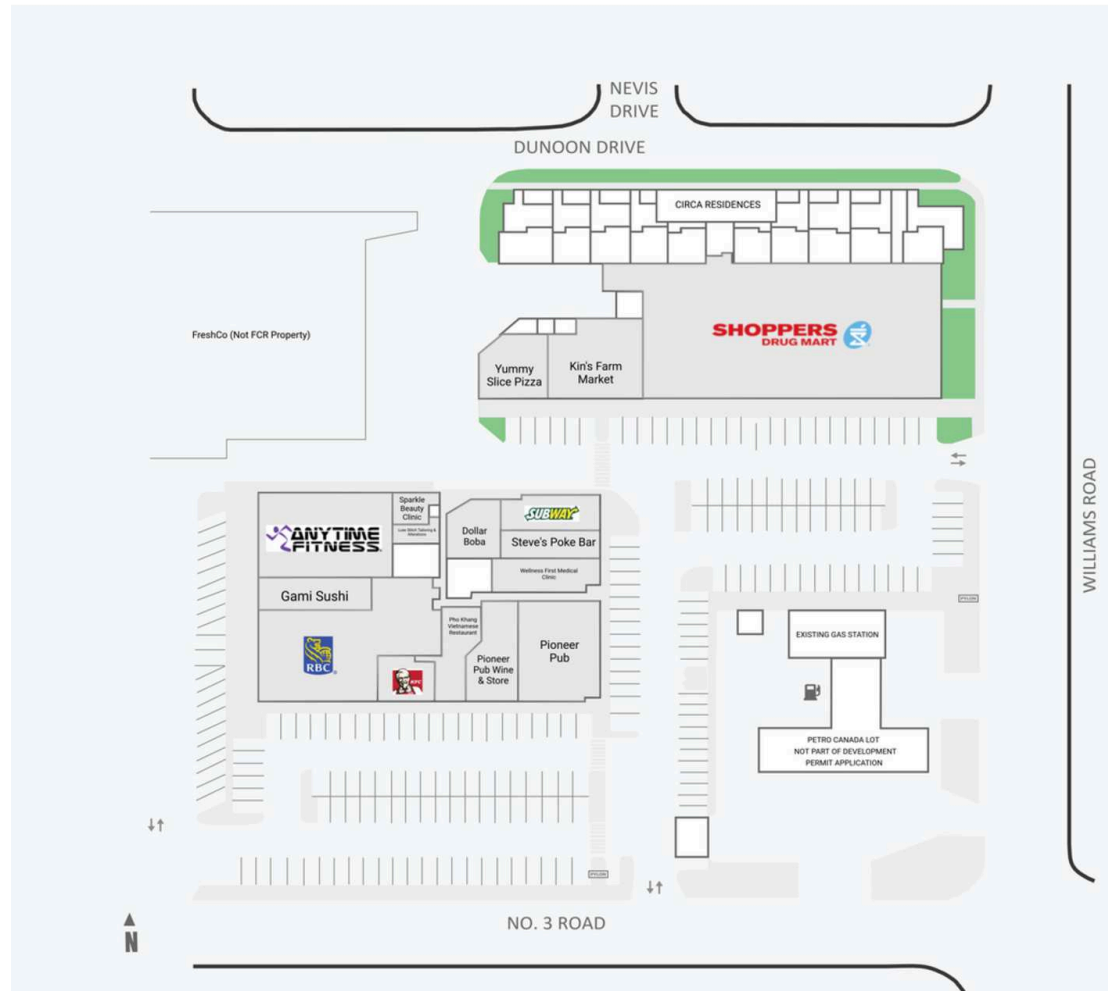 NEVIS
DRIVE
DUNOON DRIVE
CIRCA RESIDENCES
FreshCo (Not FCR Property)
SHOPPERS
DRUG MART
Yummy
Slice Pizza
Kin's Farm
Market
WILLIAMS ROAD
ANYTIME
FITNESS
Sparkle
Beauty
Clinic
Dollar
Boba
SUBWAY
Steve's Poke Bar
Wellness First Medical
Clinic
Gami Sushi
RBC
KFC
Pho Khang
Vietnamese
Restaurant
Pioneer
Pub Wine
& Store
Pioneer
Pub
PYLON
EXISTING GAS STATION
PETRO CANADA LOT
NOT PART OF DEVELOPMENT
PERMIT APPLICATION
PYLON
NO. 3 ROAD
N